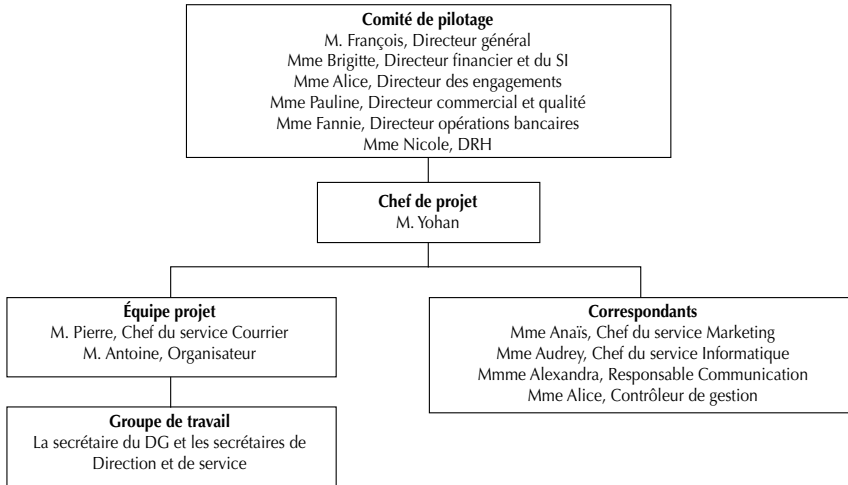 Comité de pilotage
M. François, Directeur général
Mme Brigitte, Directeur financier et du SI
Mme Alice, Directeur des engagements
Mme Pauline, Directeur commercial et qualité
Mme Fannie, Directeur opérations bancaires
Mme Nicole, DRH
Chef de projet
M. Yohan
Équipe projet
M. Pierre, Chef du service Courrier
M. Antoine, Organisateur
Correspondants
Mme Anaïs, Chef du service Marketing
Mme Audrey, Chef du service Informatique
Mmme Alexandra, Responsable Communication
Mme Alice, Contrôleur de gestion
Groupe de travail
La secrétaire du DG et les secrétaires de
Direction et de service